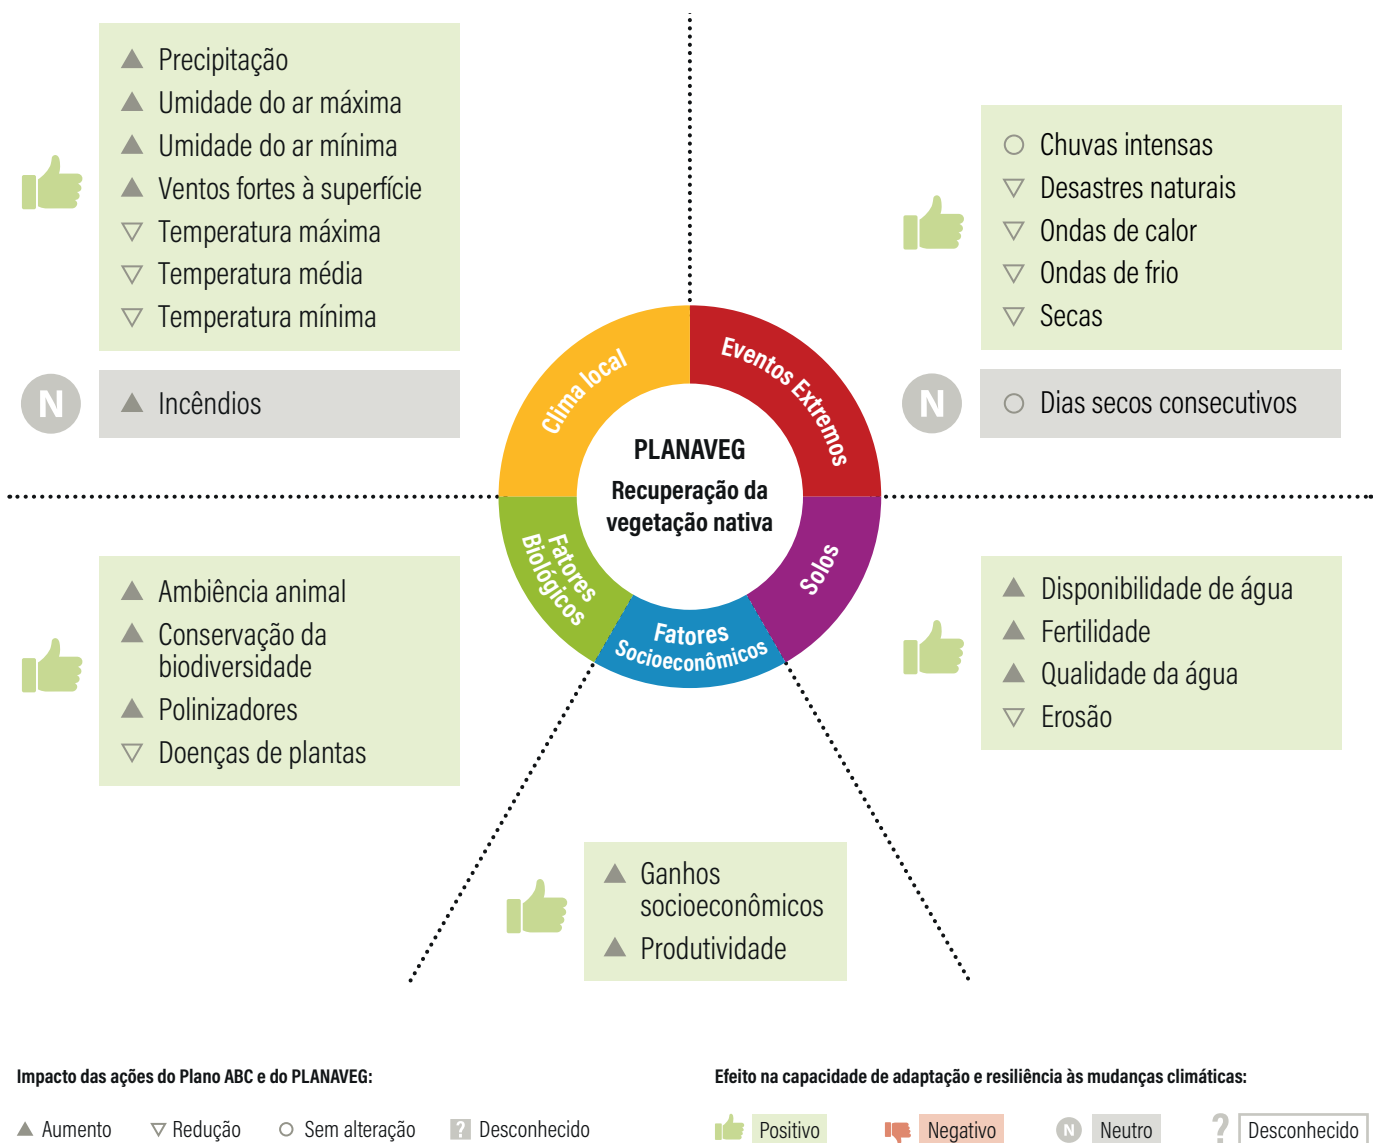 Precipitação
Umidade do ar máxima
Umidade do ar mínima
Ventos fortes à superfície
Temperatura máxima
Temperatura média
Temperatura mínima
N
Incêndios
Chuvas intensas
Desastres naturais
Ondas de calor
Ondas de frio
Secas
N
Dias secos consecutivos
Clima local
Eventos Extremos
PLANAVEG
Recuperação da
vegetação nativa
Fatores
Biológicos
Fatores
Socioeconômicos
Solos
Ambiência animal
Conservação da
biodiversidade
Polinizadores
Doenças de plantas
Disponibilidade de água
Fertilidade
Qualidade da água
Erosão
Ganhos
socioeconômicos
Produtividade
Impacto das ações do Plano ABC e do PLANAVEG:
Aumento
Redução
Sem alteração
? Desconhecido
Efeito na capacidade de adaptação e resiliência às mudanças climáticas:
Positivo
Negativo
N Neutro
? Desconhecido